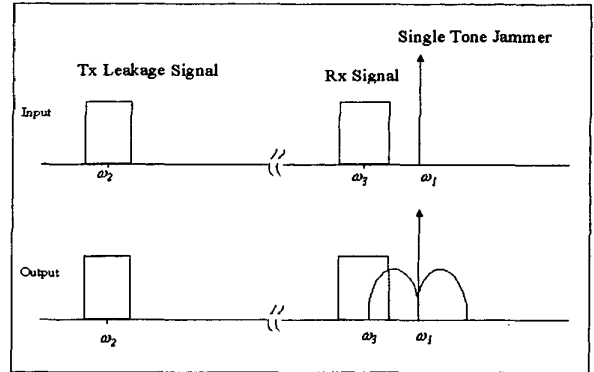 Single Tone Jammer
Tx Leakage Signal
Rx Signal
Input
ω₂
ω₃
ω₁
Output
ω₂
ω₃
ω₁